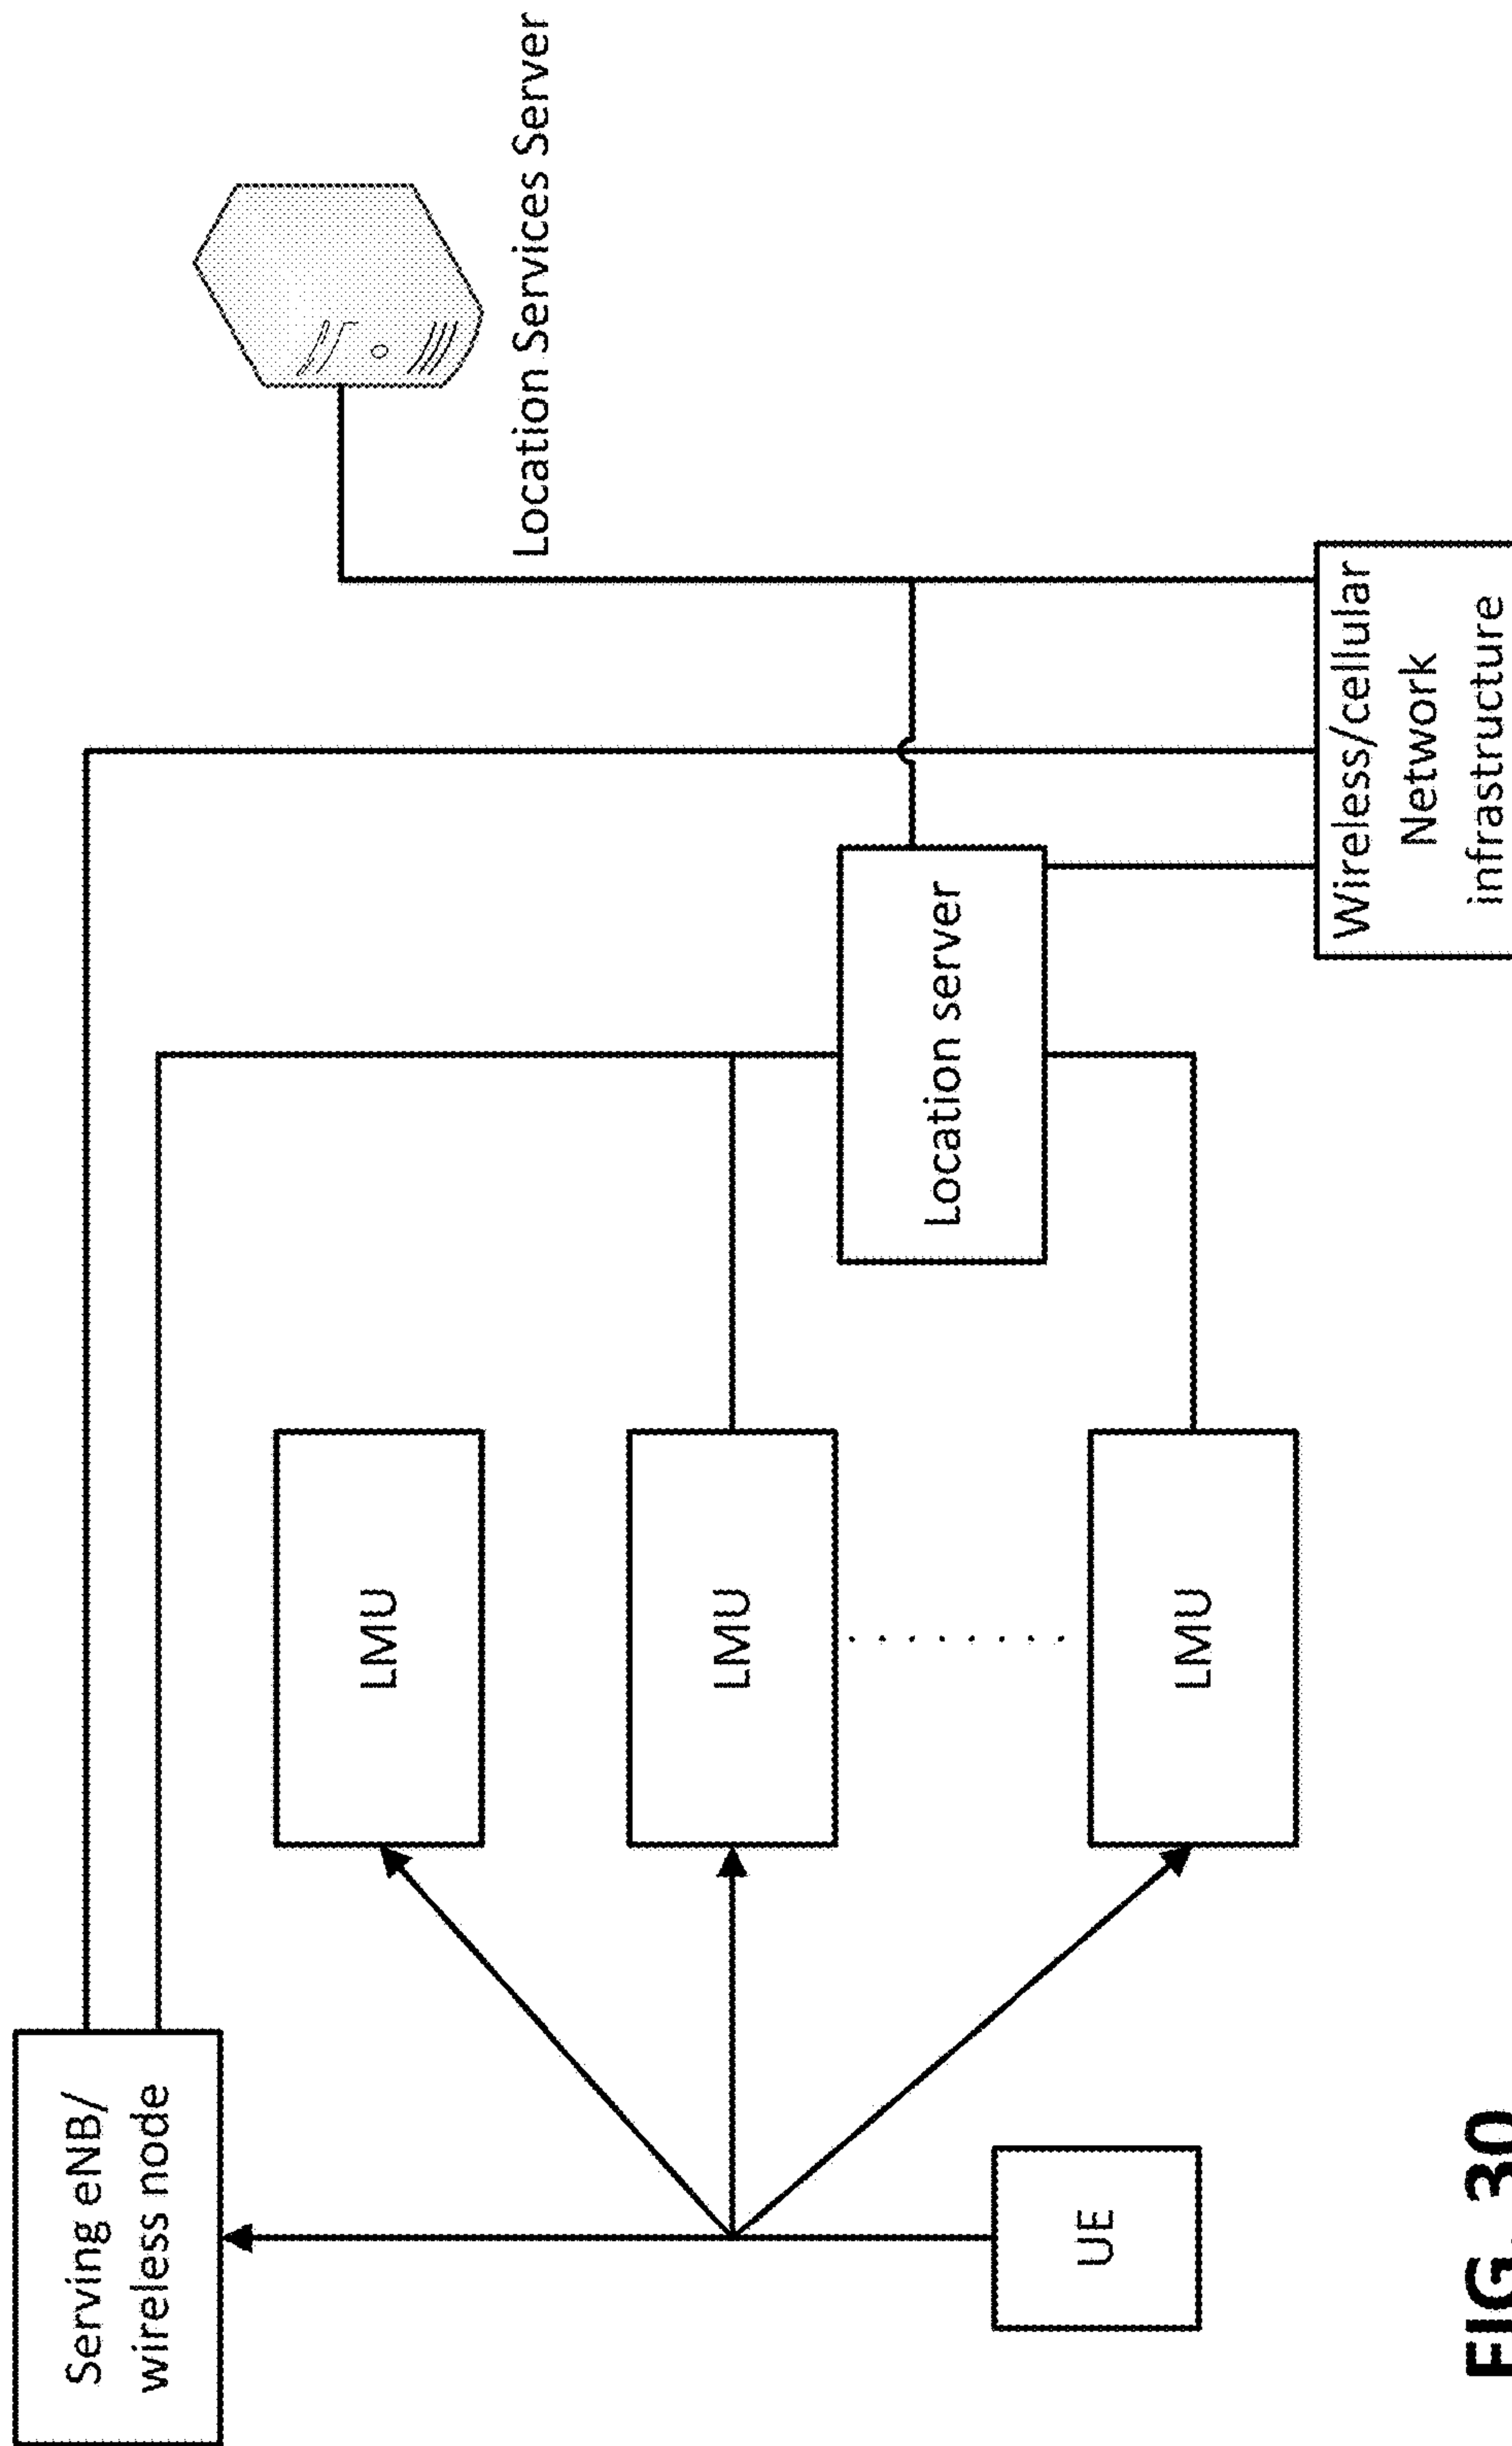 Serving eNB/
wireless node
UE
LMU
LMU
LMU
Location server
Location Services Server
Wireless/cellular
Network
infrastructure
FIG. 30